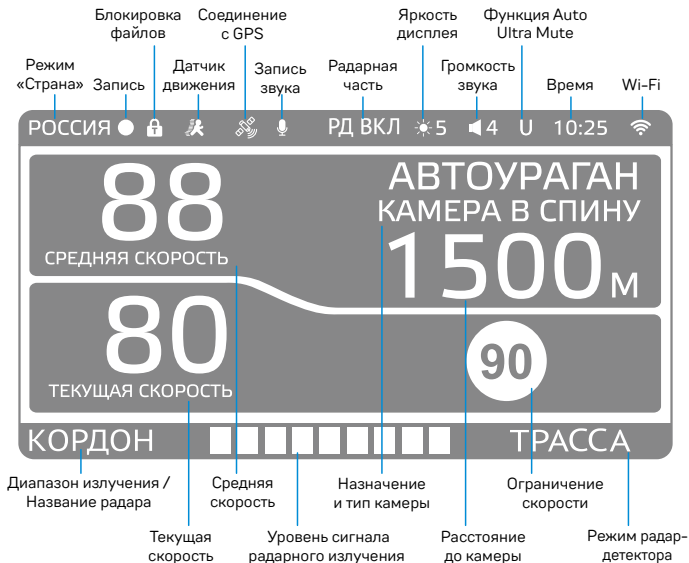 Блокировка
файлов
Соединение
с GPS
Яркость
дисплея
Функция Auto
Ultra Mute
Режим
«Страна»
Запись
Датчик
движения
Запись
звука
Радарная
часть
Громкость
звука
Время
Wi-Fi
РОССИЯ РД ВКЛ 5 4 U 10:25
88
СРЕДНЯЯ СКОРОСТЬ
АВТОУРАГАН
КАМЕРА В СПИНУ
1500м
80
ТЕКУЩАЯ СКОРОСТЬ
90
КОРДОН ТРАССА
Диапазон излучения /
Название радара
Средняя
скорость
Назначение
и тип камеры
Ограничение
скорости
Текущая
скорость
Уровень сигнала
радарного излучения
Расстояние
до камеры
Режим радар-
детектора